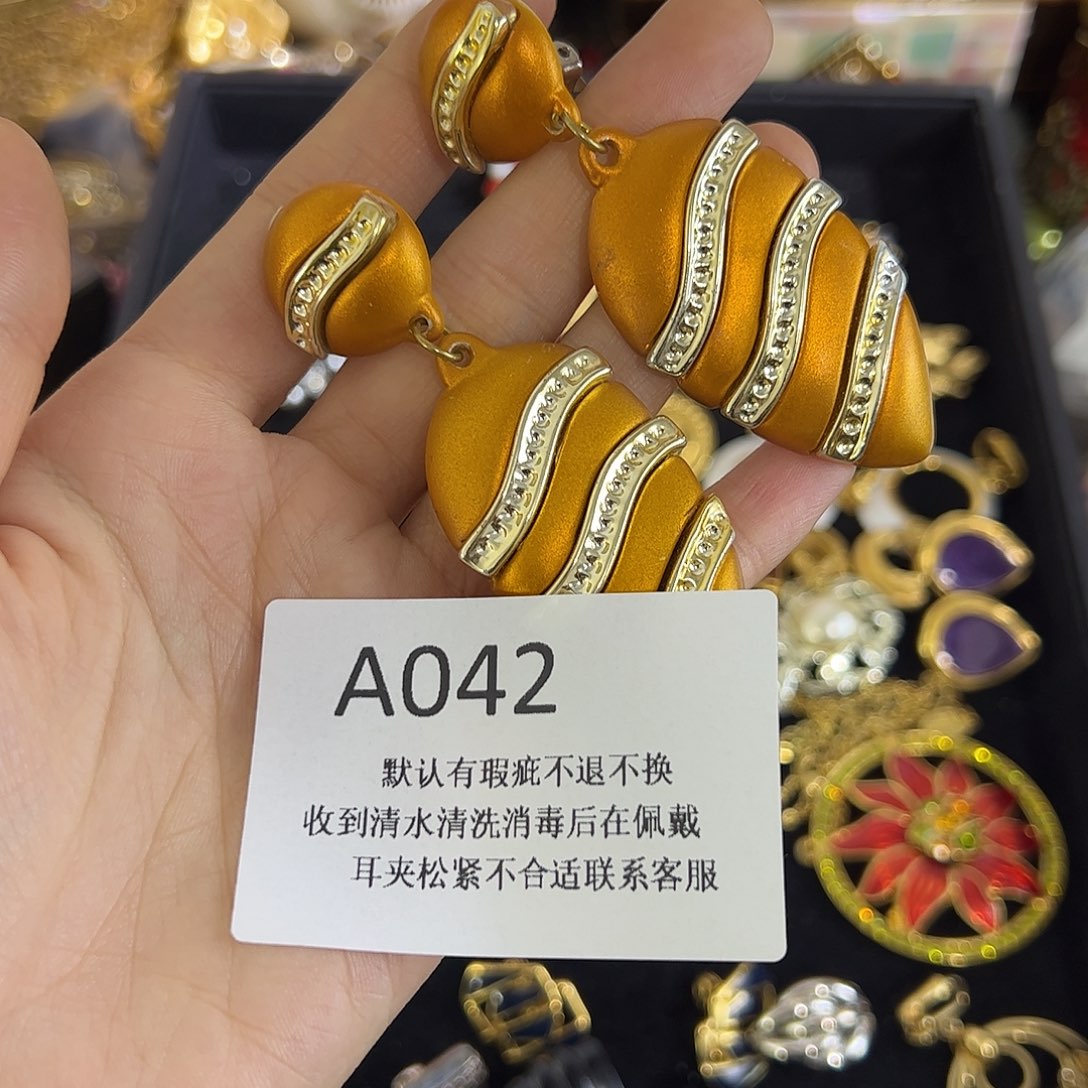 A042
默认有瑕疵不退不换
收到清水清洗消毒后在佩戴
耳夹松紧不合适联系客服